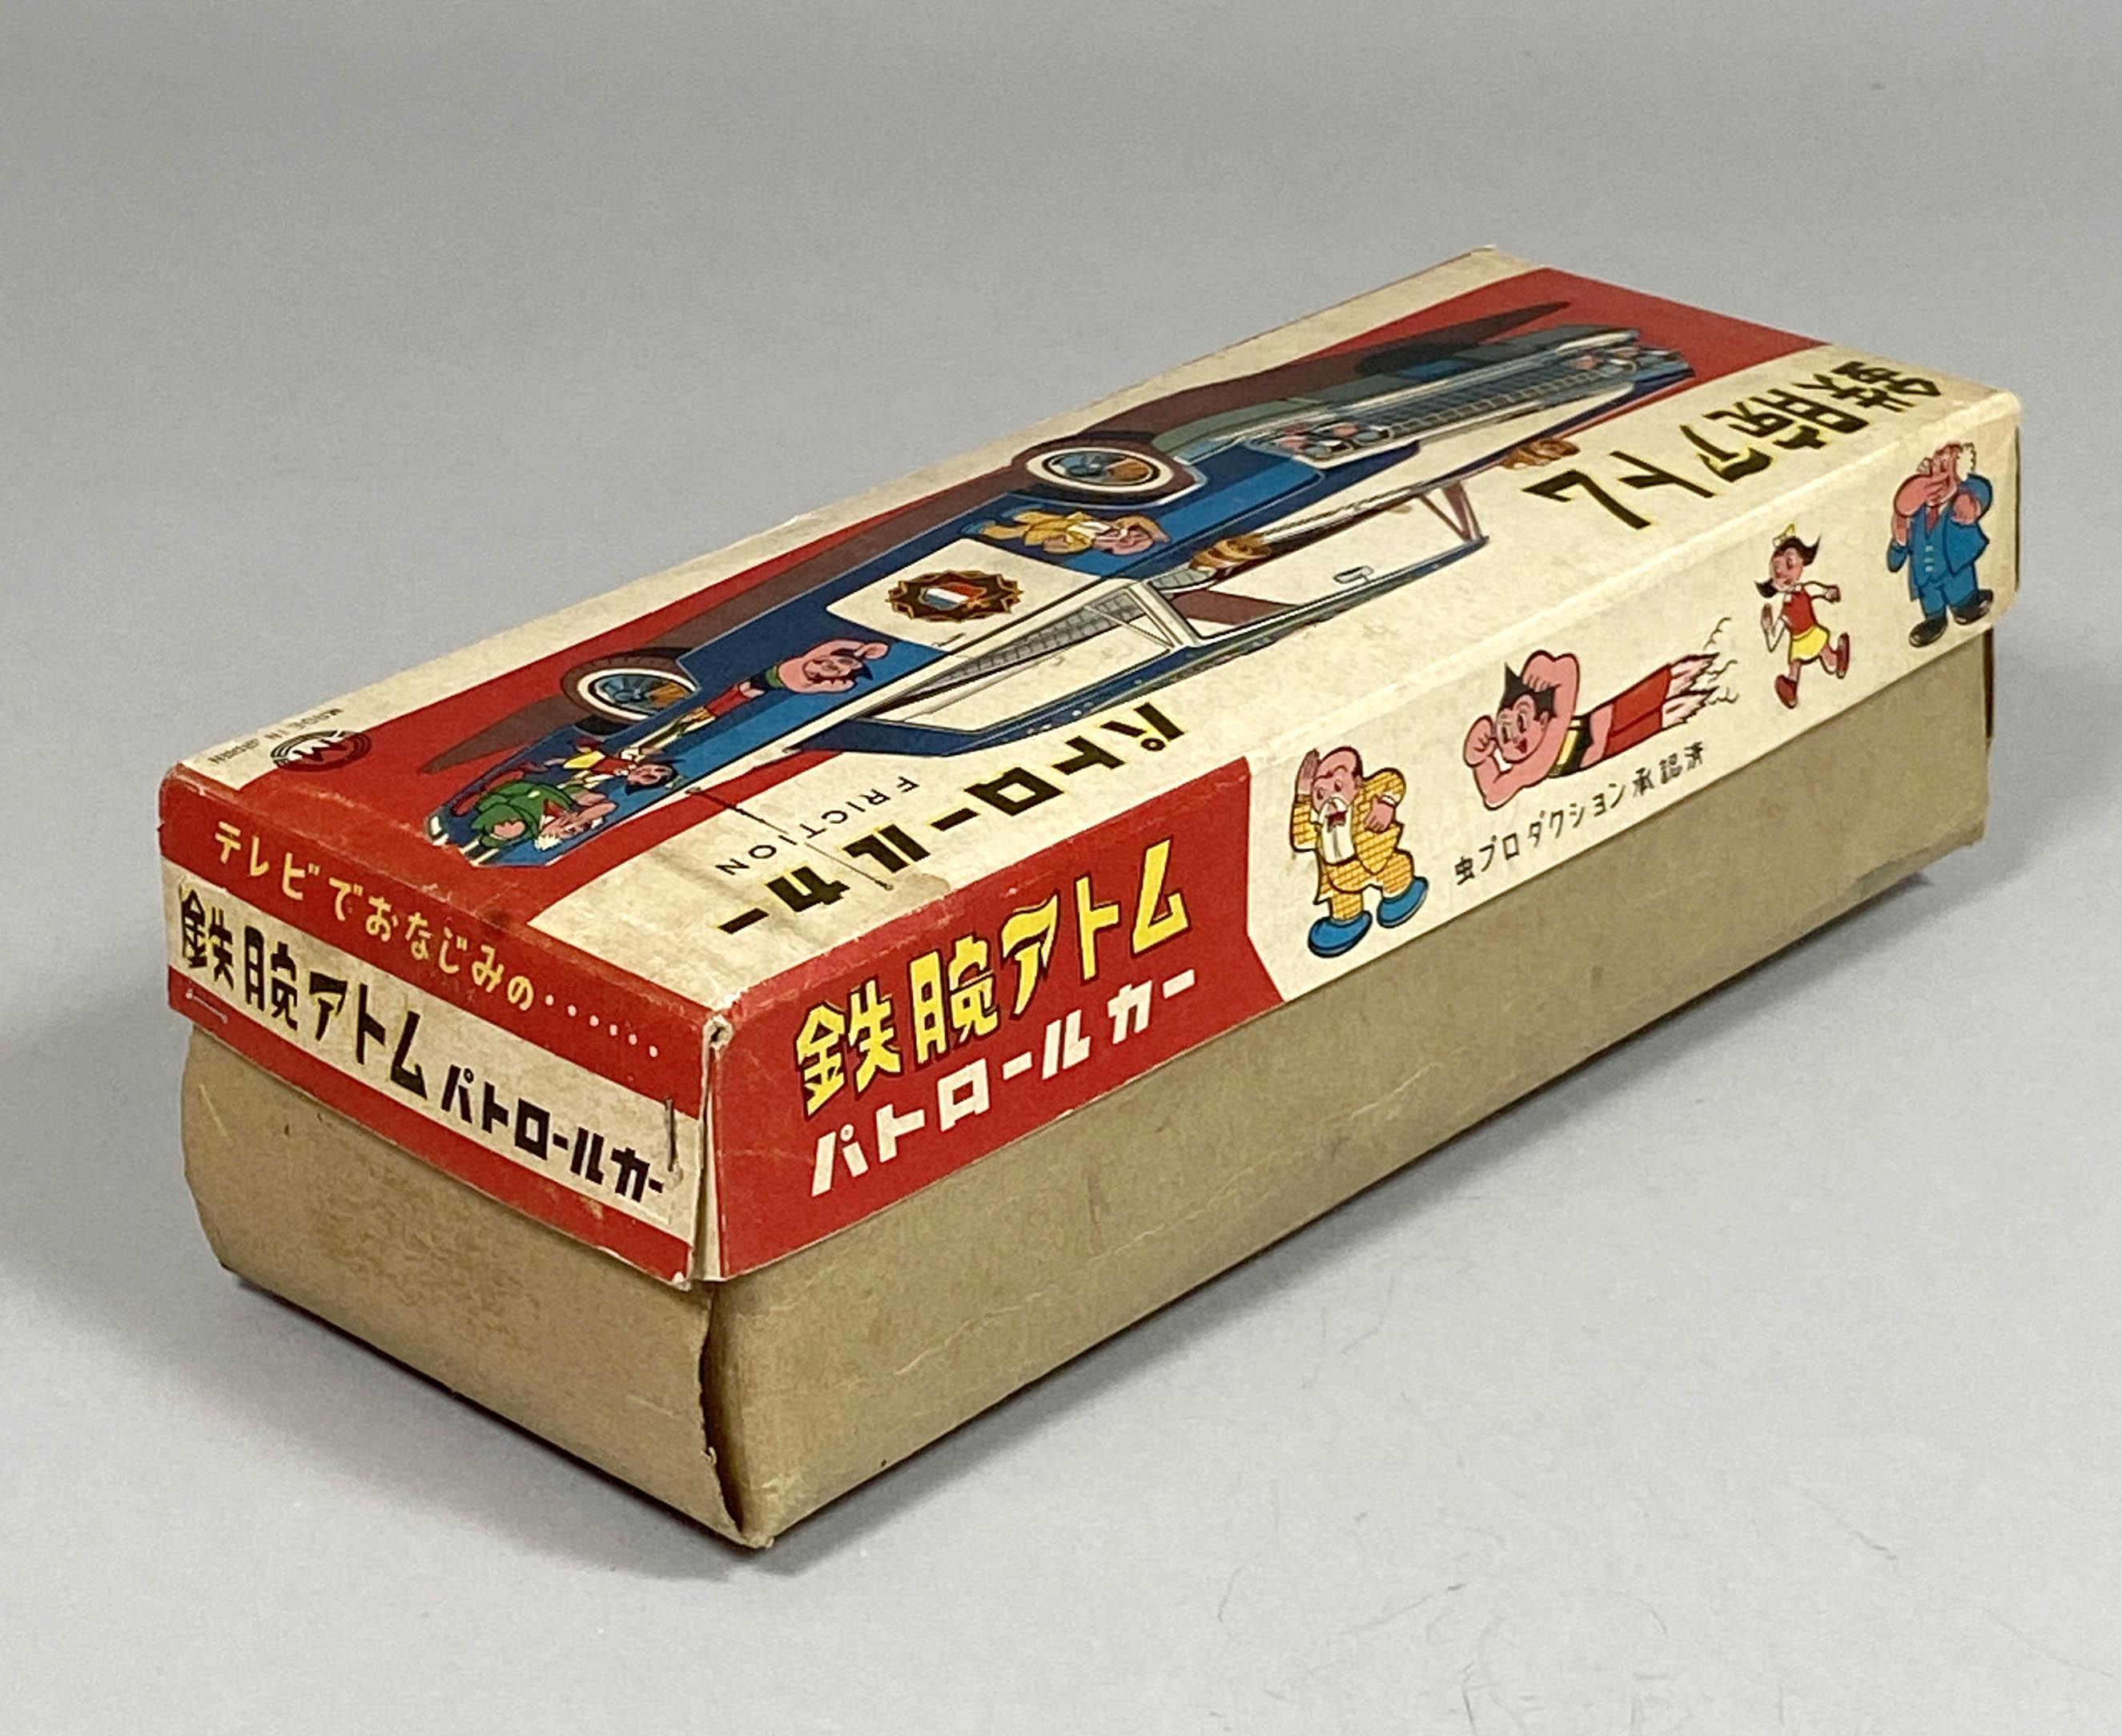 鉄腕アトム
パトロールカー
FRICTION
MADE IN JAPAN
M
テレビでおなじみの・・・・・・
鉄腕アトムパトロールカー
鉄腕アトム
パトロールカー
虫プロダクション承認済